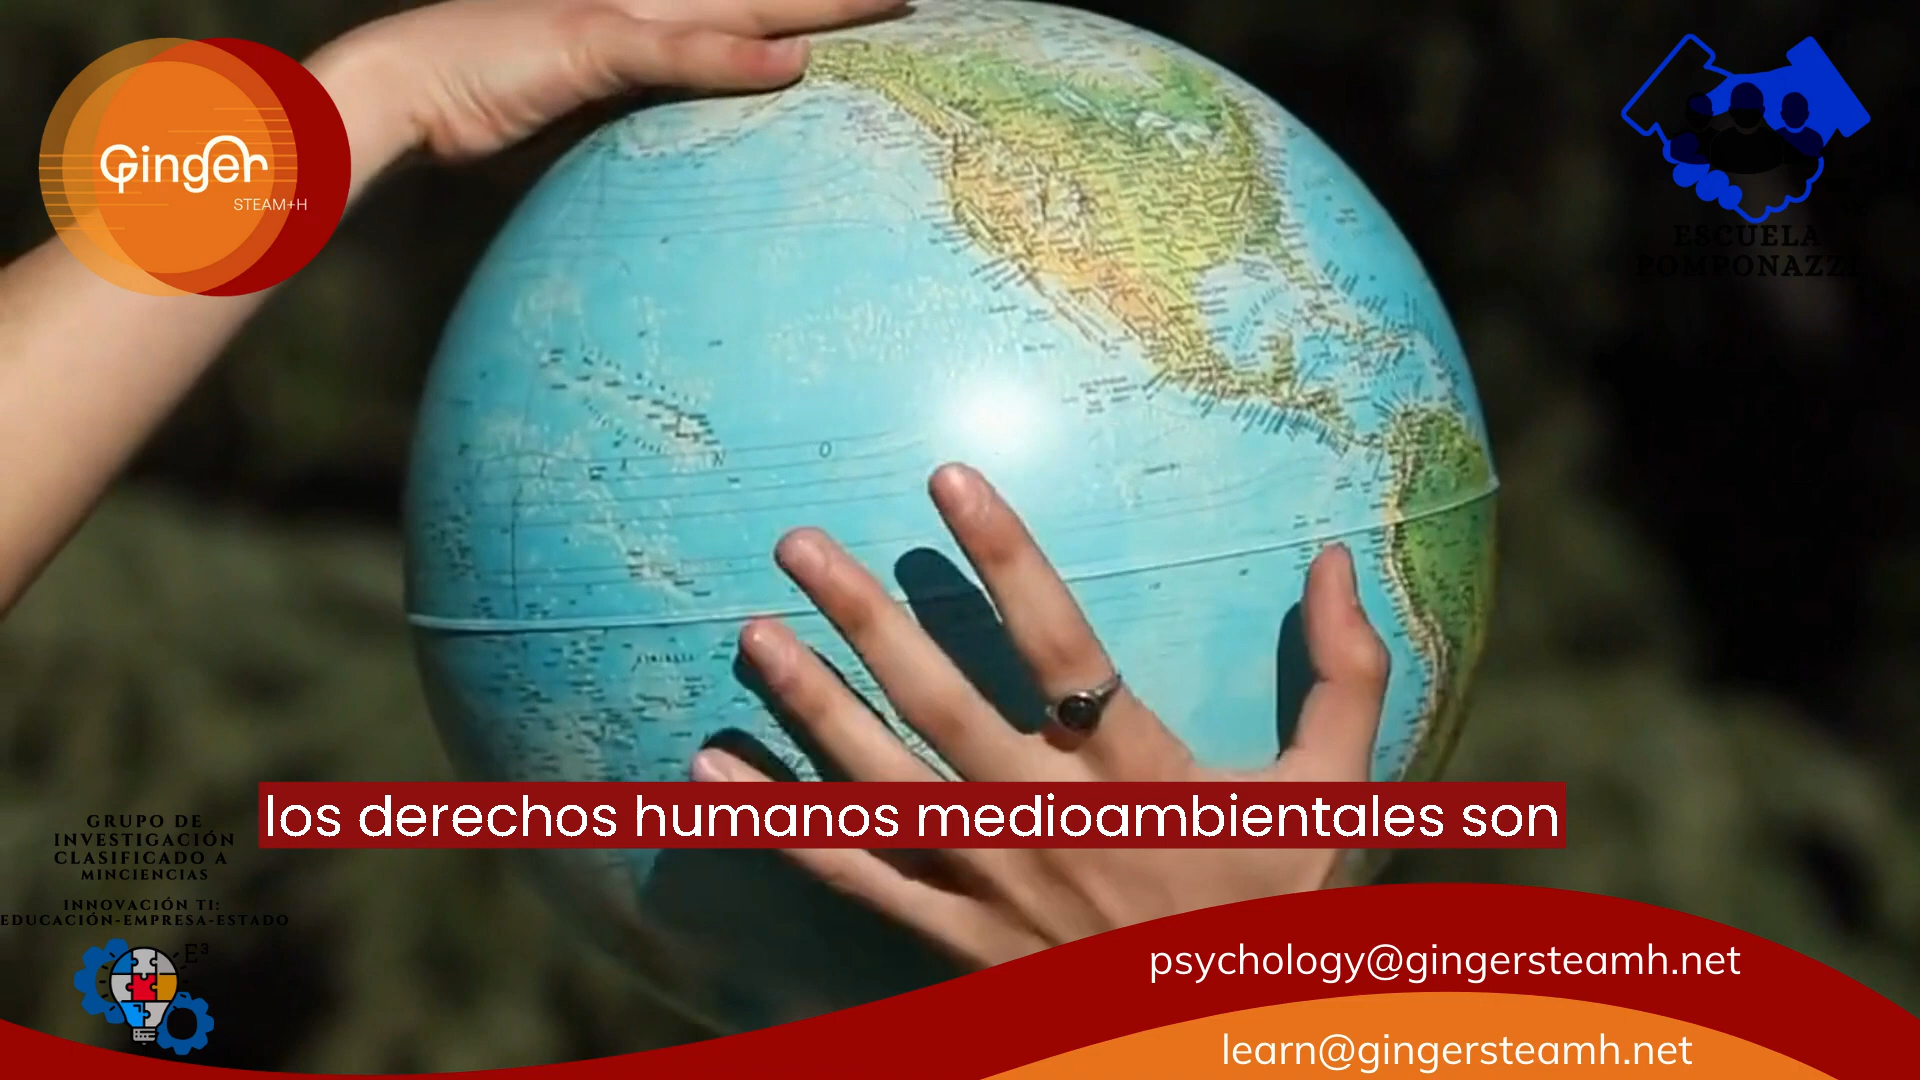 Ginger
STEAM+H
ESCUELA
POMPONAZZI
los derechos humanos medioambientales son
GRUPO DE
INVESTIGACIÓN
CLASIFICADO A
MINCIENCIAS
INNOVACIÓN TI:
EDUCACIÓN-EMPRESA-ESTADO
E³
psychology@gingersteamh.net
learn@gingersteamh.net